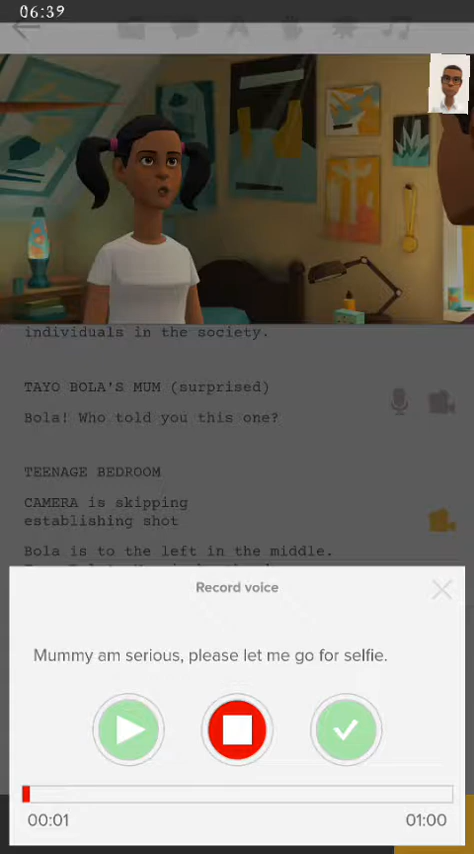 06:39
individuals in the society.
TAYO BOLA'S MUM (surprised)
Bola! Who told you this one?
TEENAGE BEDROOM
CAMERA is skipping
establishing shot
Bola is to the left in the middle.
Record voice
Mummy am serious, please let me go for selfie.
00:01
01:00